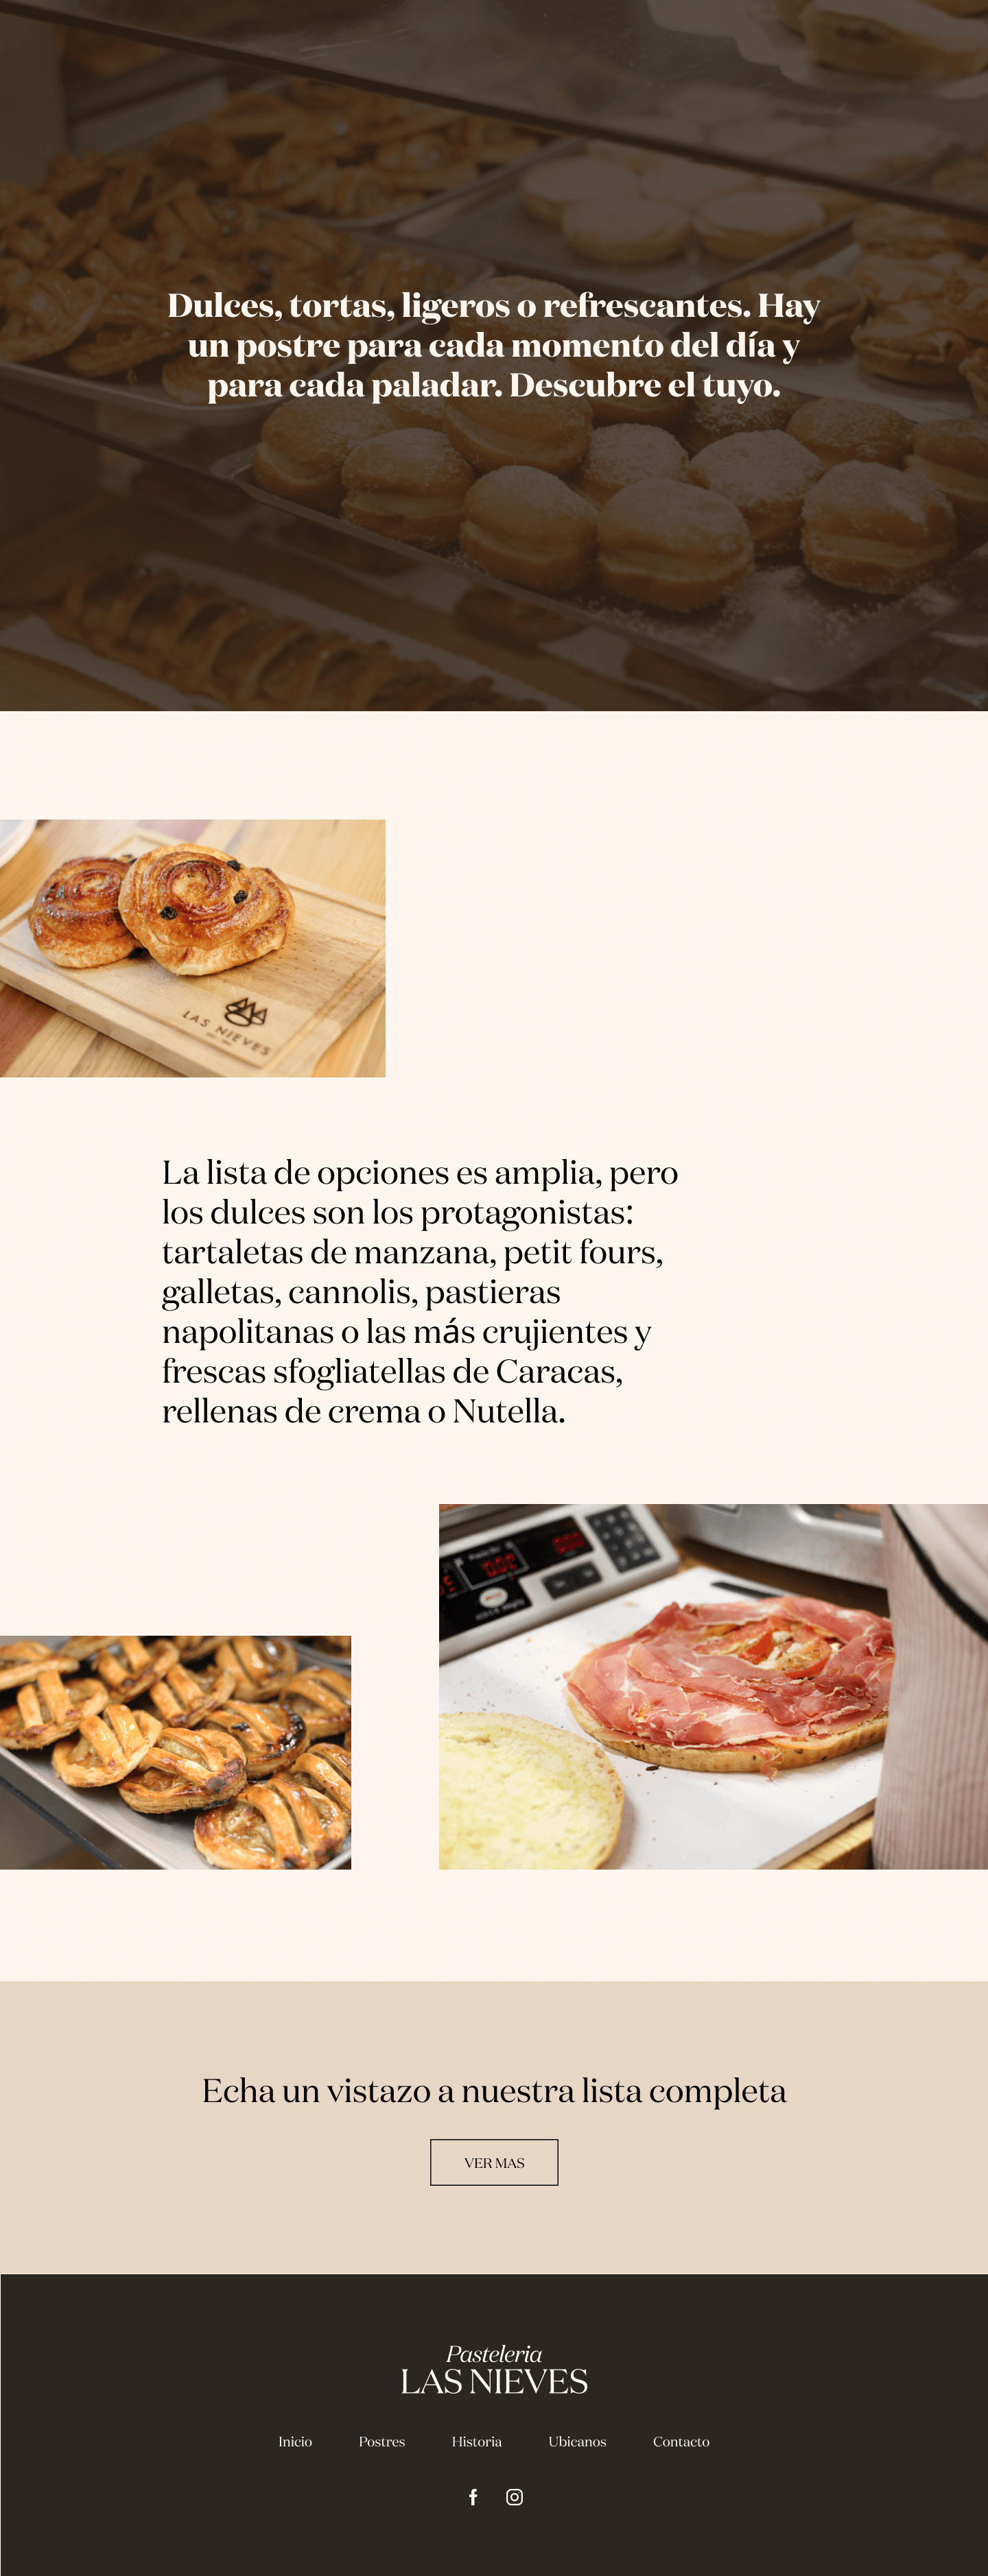 Dulces, tortas, ligeros o refrescantes. Hay
un postre para cada momento del día y
para cada paladar. Descubre el tuyo.
LAS NIEVES
La lista de opciones es amplia, pero
los dulces son los protagonistas:
tartaletas de manzana, petit fours,
galletas, cannolis, pastieras
napolitanas o las más crujientes y
frescas sfogliatellas de Caracas,
rellenas de crema o Nutella.
Echa un vistazo a nuestra lista completa
VER MAS
Pasteleria
LAS NIEVES
Inicio Postres Historia Ubicanos Contacto